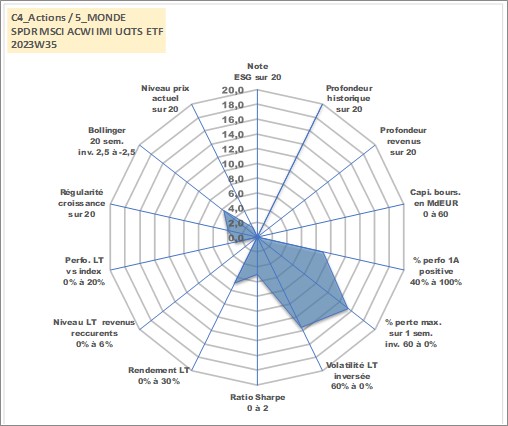 C4_Actions / 5_MONDE
SPDR MSCI ACWI IMI UCITS ETF
2023W35
Note
ESG sur 20
Profondeur
historique
sur 20
Profondeur
revenus
sur 20
Capi. bours.
en MdEUR
0 à 60
% perfo 1A
positive
40% à 100%
% perte max.
sur 1 sem.
inv. 60 à 0%
Volatilité LT
inversée
60% à 0%
Ratio Sharpe
0 à 2
Rendement LT
0% à 30%
Niveau LT revenus
reccurents
0% à 6%
Perfo. LT
vs index
0% à 20%
Régularité
croissance
sur 20
Bollinger
20 sem.
inv. 2,5 à -2,5
Niveau prix
actuel
sur 20
20,0
18,0
16,0
14,0
12,0
10,0
8,0
6,0
4,0
2,0
0,0